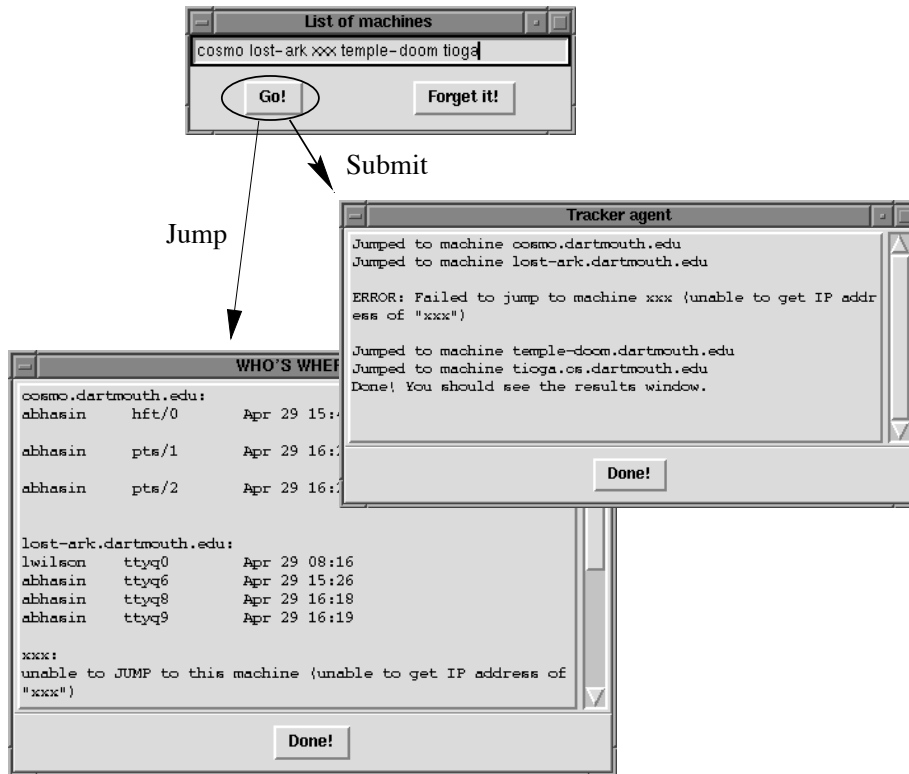 List of machines
cosmo lost-ark xxx temple-doom tioga
Go!
Forget it!
Submit
Jump
Tracker agent
Jumped to machine cosmo.dartmouth.edu
Jumped to machine lost-ark.dartmouth.edu
ERROR: Failed to jump to machine xxx (unable to get IP addr
ess of "xxx")
Jumped to machine temple-doom.dartmouth.edu
Jumped to machine tioga.cs.dartmouth.edu
Done! You should see the results window.
Done!
WHO'S WHER
cosmo.dartmouth.edu:
abhasin hft/0 Apr 29 15:4
abhasin pts/1 Apr 29 16:
abhasin pts/2 Apr 29 16:
lost-ark.dartmouth.edu:
lwilson ttyq0 Apr 29 08:16
abhasin ttyq6 Apr 29 15:26
abhasin ttyq8 Apr 29 16:18
abhasin ttyq9 Apr 29 16:19
xxx:
unable to JUMP to this machine (unable to get IP address of
"xxx")
Done!